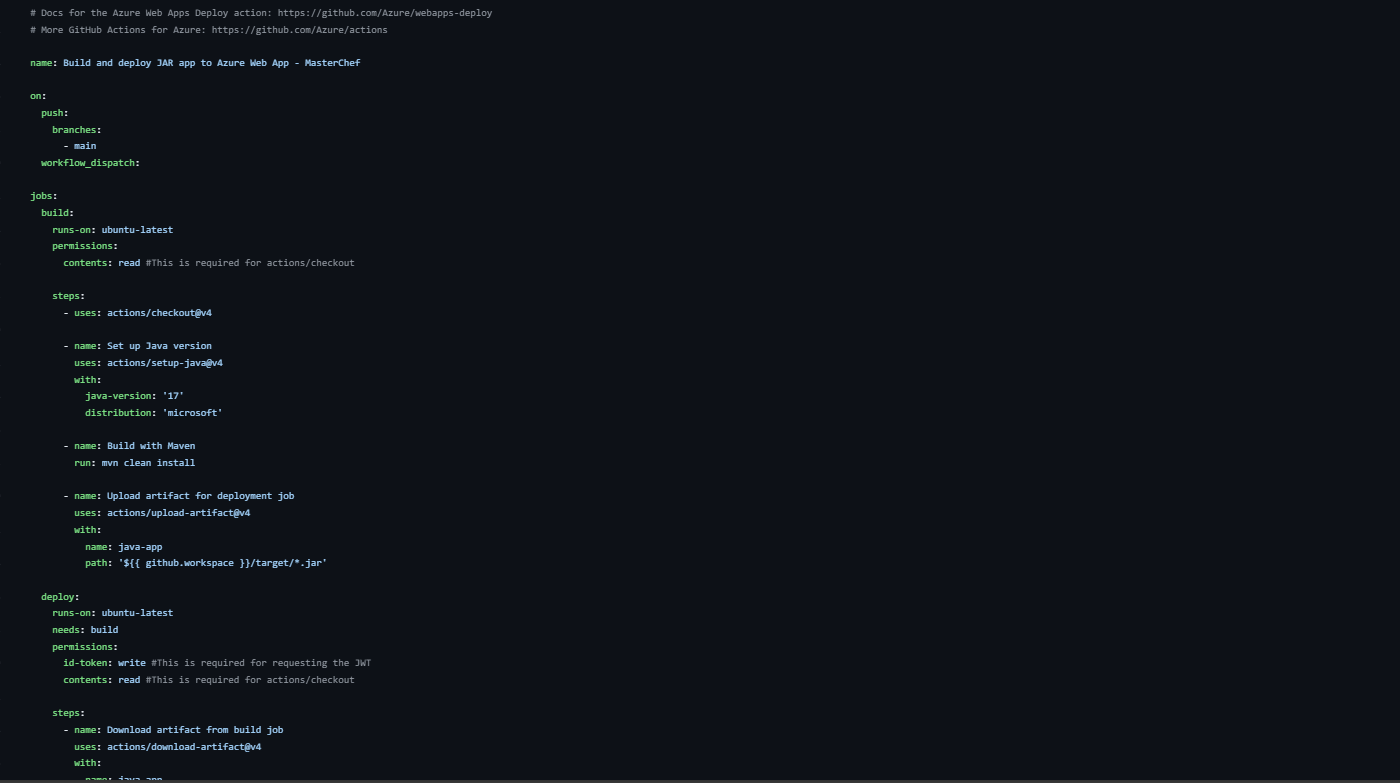 # Docs for the Azure Web Apps Deploy action: https://github.com/Azure/webapps-deploy
# More GitHub Actions for Azure: https://github.com/Azure/actions
name: Build and deploy JAR app to Azure Web App - MasterChef
on:
push:
branches:
- main
workflow_dispatch:
jobs:
build:
runs-on: ubuntu-latest
permissions:
contents: read #This is required for actions/checkout
steps:
- uses: actions/checkout@v4
- name: Set up Java version
uses: actions/setup-java@v4
with:
java-version: '17'
distribution: 'microsoft'
- name: Build with Maven
run: mvn clean install
- name: Upload artifact for deployment job
uses: actions/upload-artifact@v4
with:
name: java-app
path: '${{ github.workspace }}/target/*.jar'
deploy:
runs-on: ubuntu-latest
needs: build
permissions:
id-token: write #This is required for requesting the JWT
contents: read #This is required for actions/checkout
steps:
- name: Download artifact from build job
uses: actions/download-artifact@v4
with:
name: java-app